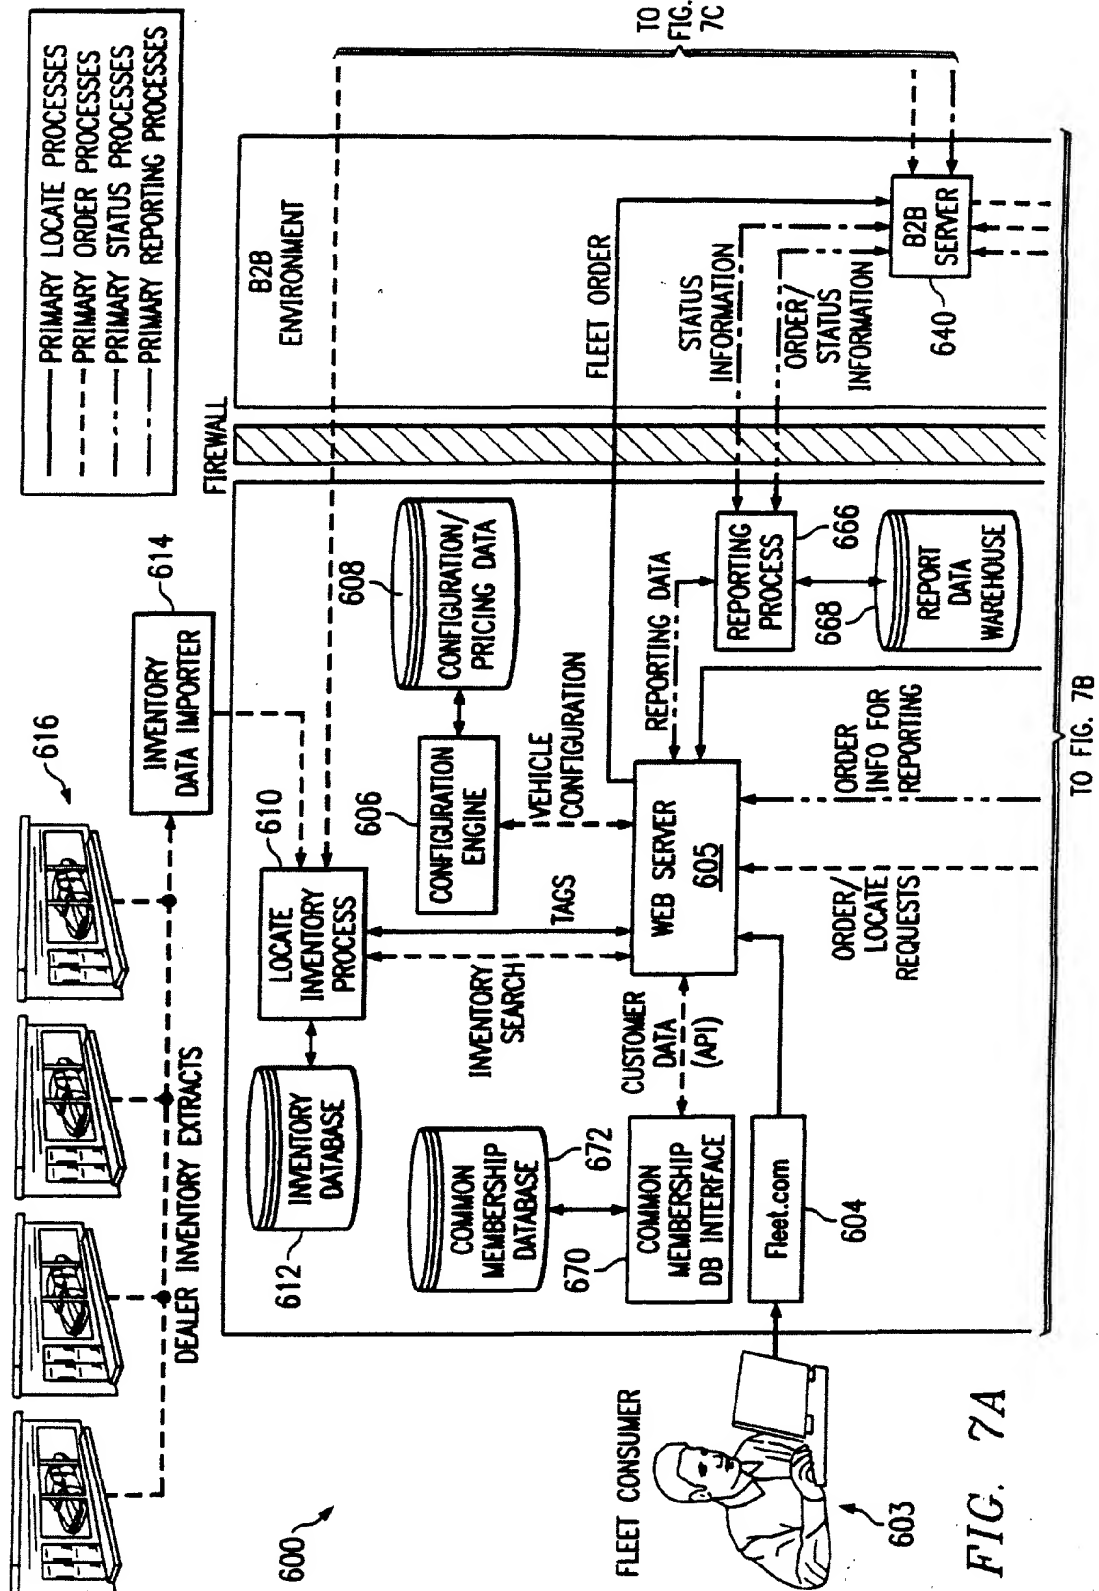 PRIMARY LOCATE PROCESSES
PRIMARY ORDER PROCESSES
PRIMARY STATUS PROCESSES
PRIMARY REPORTING PROCESSES
616
DEALER INVENTORY EXTRACTS
INVENTORY
DATA IMPORTER
614
FIREWALL
B2B
ENVIRONMENT
TO
FIG.
7C
600
612
INVENTORY
DATABASE
LOCATE
INVENTORY
PROCESS
610
608
CONFIGURATION/
PRICING DATA
606
CONFIGURATION
ENGINE
COMMON
MEMBERSHIP
DATABASE
672
INVENTORY
SEARCH
TAGS
VEHICLE
CONFIGURATION
FLEET ORDER
FLEET CONSUMER
670
COMMON
MEMBERSHIP
DB INTERFACE
CUSTOMER
DATA
(API)
WEB SERVER
605
REPORTING DATA
REPORTING
PROCESS
666
STATUS
INFORMATION
ORDER/
STATUS
INFORMATION
B2B
SERVER
640
Fleet.com
604
668
REPORT
DATA
WAREHOUSE
603
ORDER/
LOCATE
REQUESTS
ORDER
INFO FOR
REPORTING
TO FIG. 7B
FIG. 7A